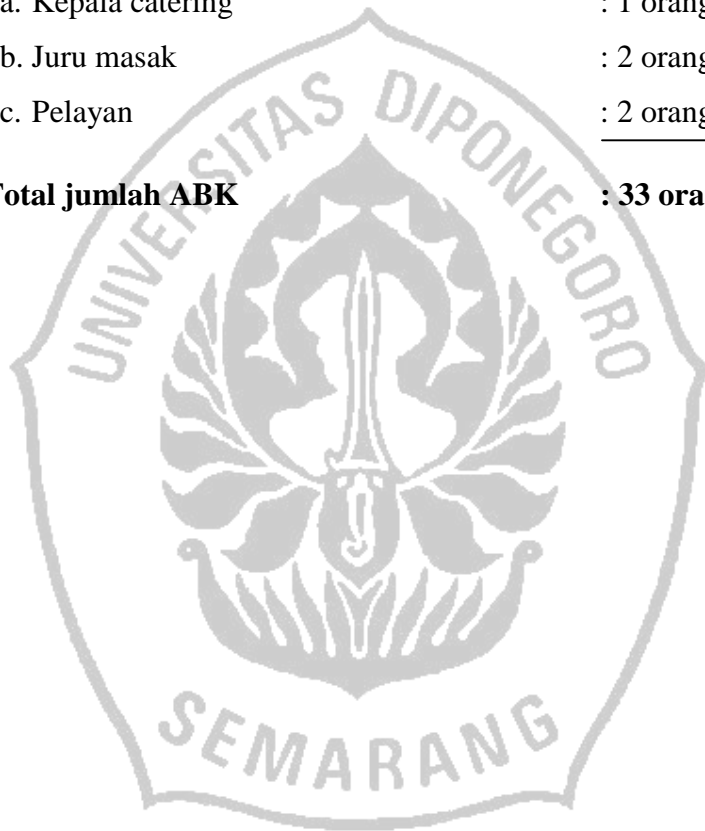 a. Kepala catering : 1 orang
b. Juru masak : 2 orang
c. Pelayan : 2 orang
Total jumlah ABK : 33 ora
UNIVERSITAS DIPONEGORO
SEMARANG